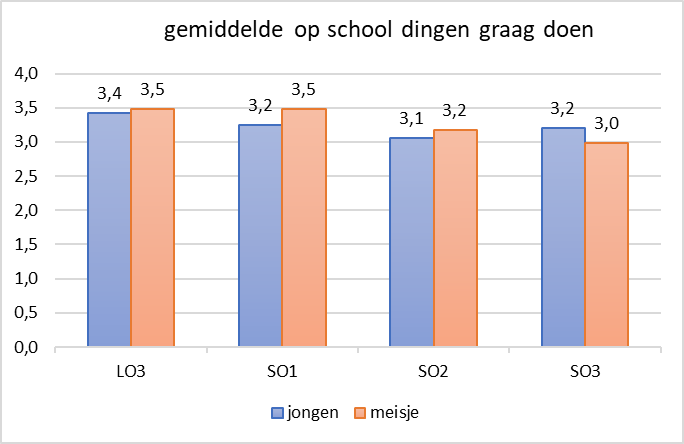 gemiddelde op school dingen graag doen
4,0
3,5
3,0
2,5
2,0
1,5
1,0
0,5
0,0
3,4 3,5 3,2 3,5 3,1 3,2 3,2 3,0
LO3 SO1 SO2 SO3
jongen meisje